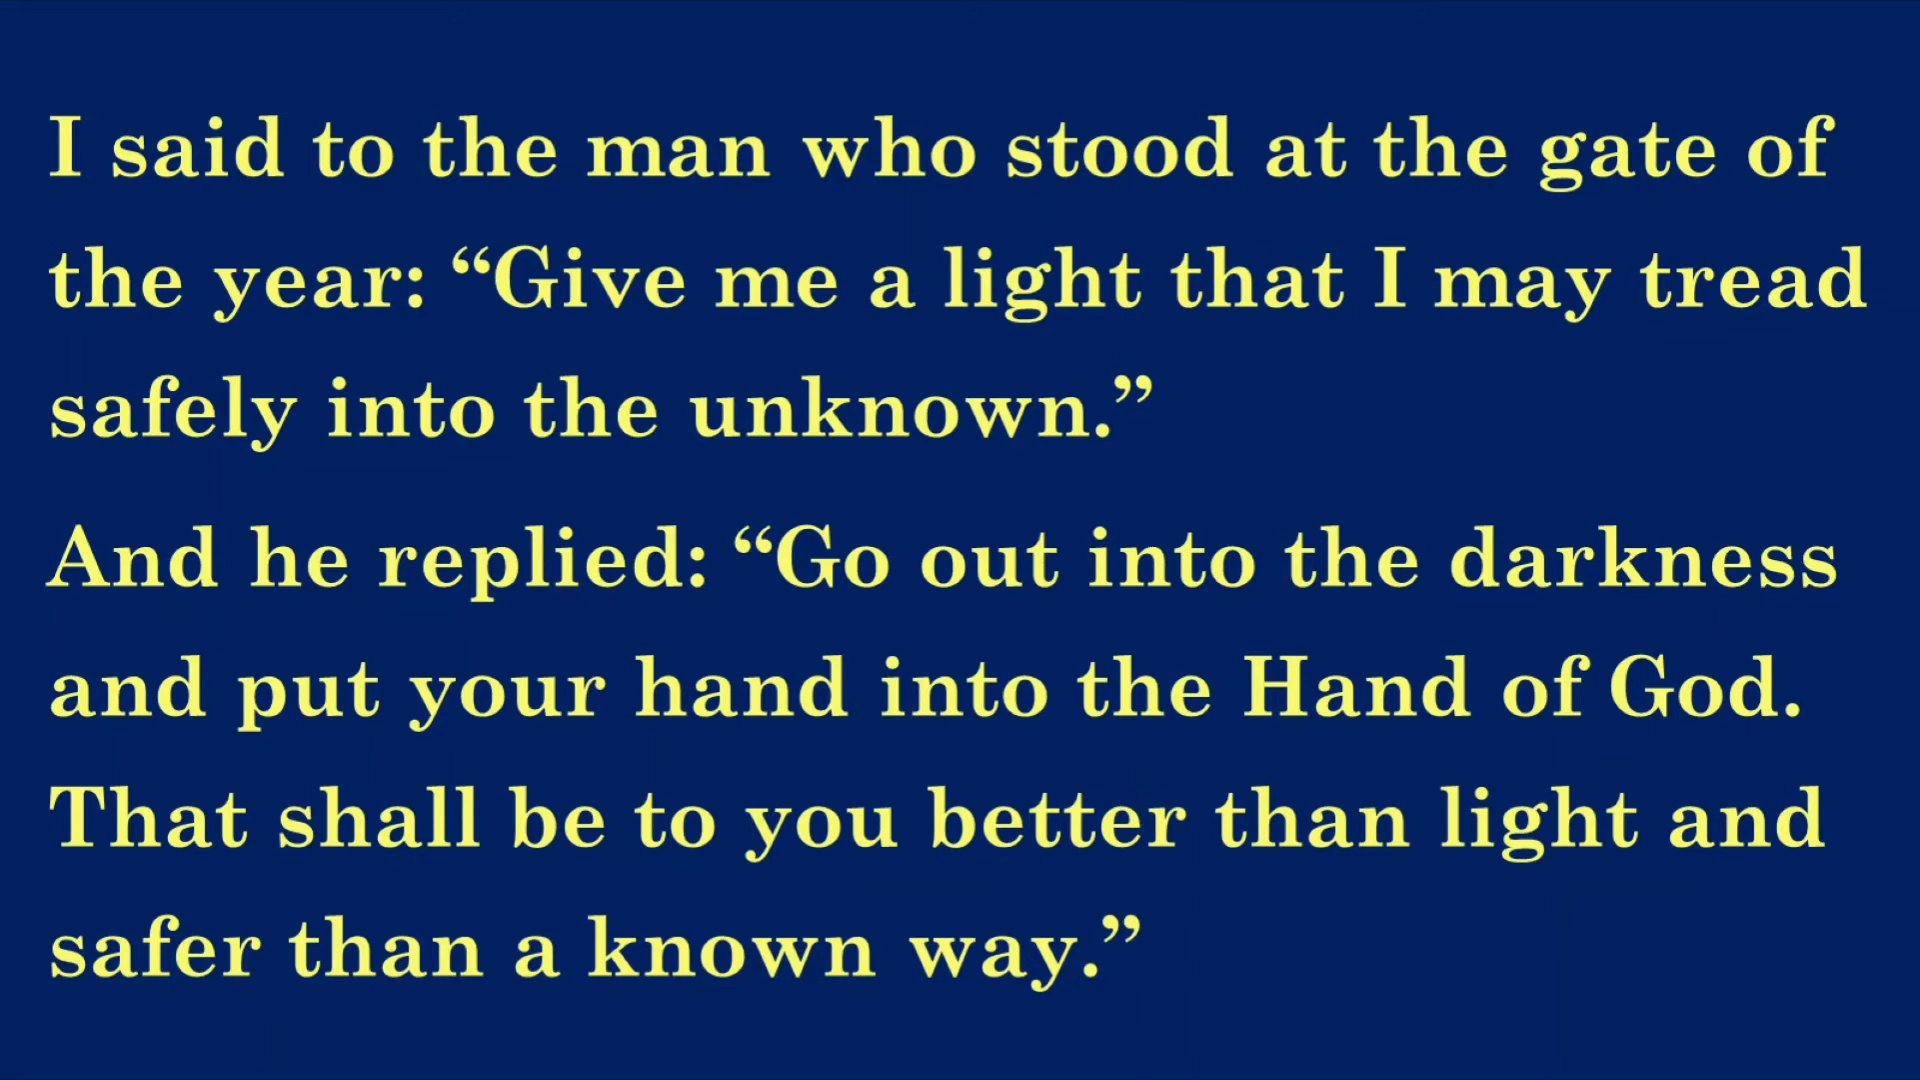 I said to the man who stood at the gate of
the year: “Give me a light that I may tread
safely into the unknown.”
And he replied: “Go out into the darkness
and put your hand into the Hand of God.
That shall be to you better than light and
safer than a known way.”